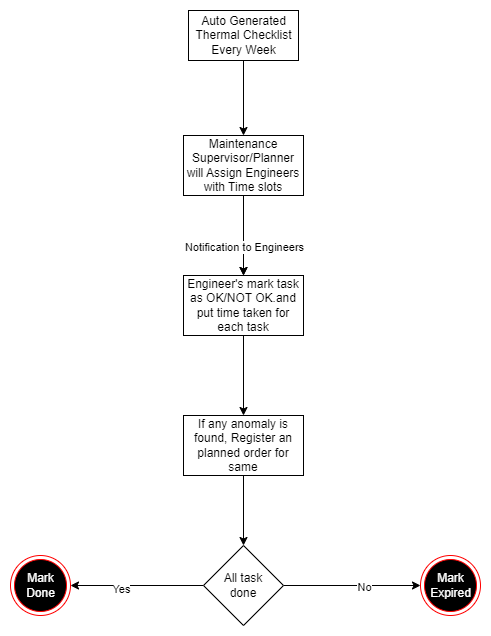 Auto Generated
Thermal Checklist
Every Week
Maintenance
Supervisor/Planner
will Assign Engineers
with Time slots
Notification to Engineers
Engineer's mark task
as OK/NOT OK.and
put time taken for
each task
If any anomaly is
found, Register an
planned order for
same
All task
done
Yes
No
Mark
Done
Mark
Expired